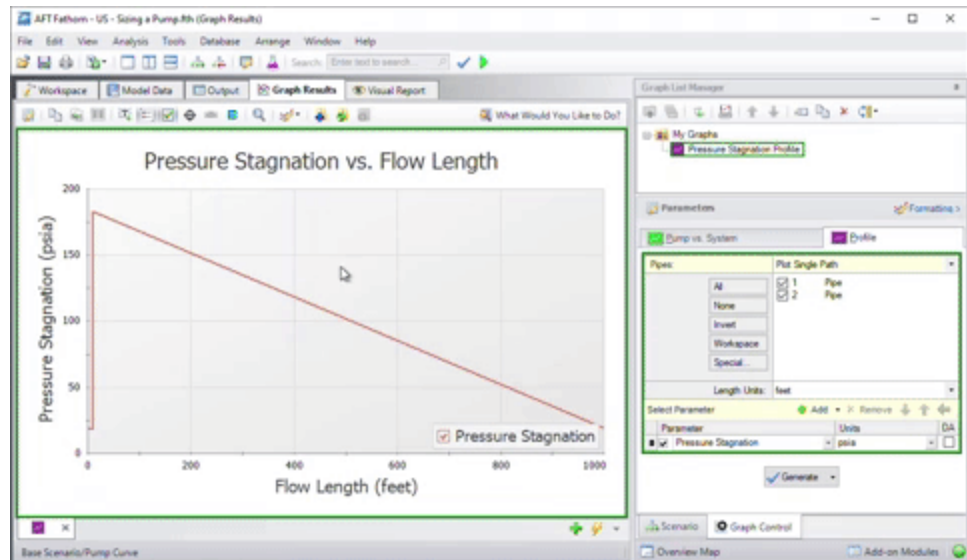 AFT Fathom - US - Sizing a Pump.fth (Graph Results)
File Edit View Analysis Tools Database Arrange Window Help
Search: Enter text to search...
Workspace Model Data Output Graph Results Visual Report
What Would You Like to Do?
Pressure Stagnation vs. Flow Length
Pressure Stagnation (psia)
200
150
100
50
0
Pressure Stagnation
0 200 400 600 800 1000
Flow Length (feet)
Base Scenario/Pump Curve
Graph List Manager
My Graphs
Pressure Stagnation Profile
Parameters Formatting >
Pump vs. System Profile
Pipes: Plot Single Path
All
None
Invert
Workspace
Special...
1 Pipe
2 Pipe
Length Units: feet
Select Parameter Add Remove
Parameter Units DA
Pressure Stagnation psia
Generate
Scenario Graph Control
Overview Map Add-on Modules